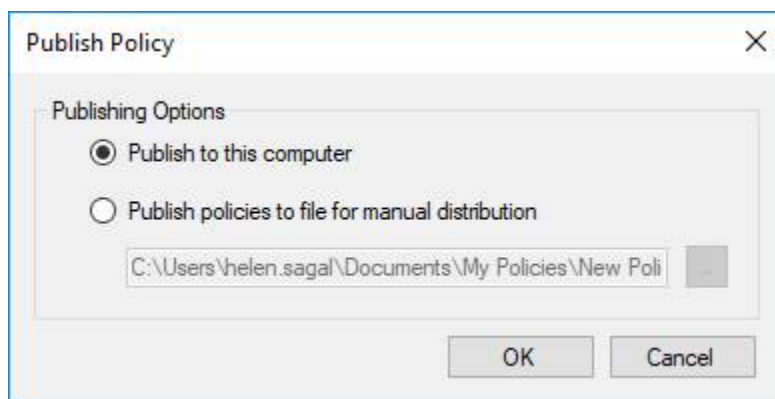 Publish Policy
Publishing Options
Publish to this computer
Publish policies to file for manual distribution
C:\Users\helen.sagal\Documents\My Policies\New Poli
...
OK
Cancel